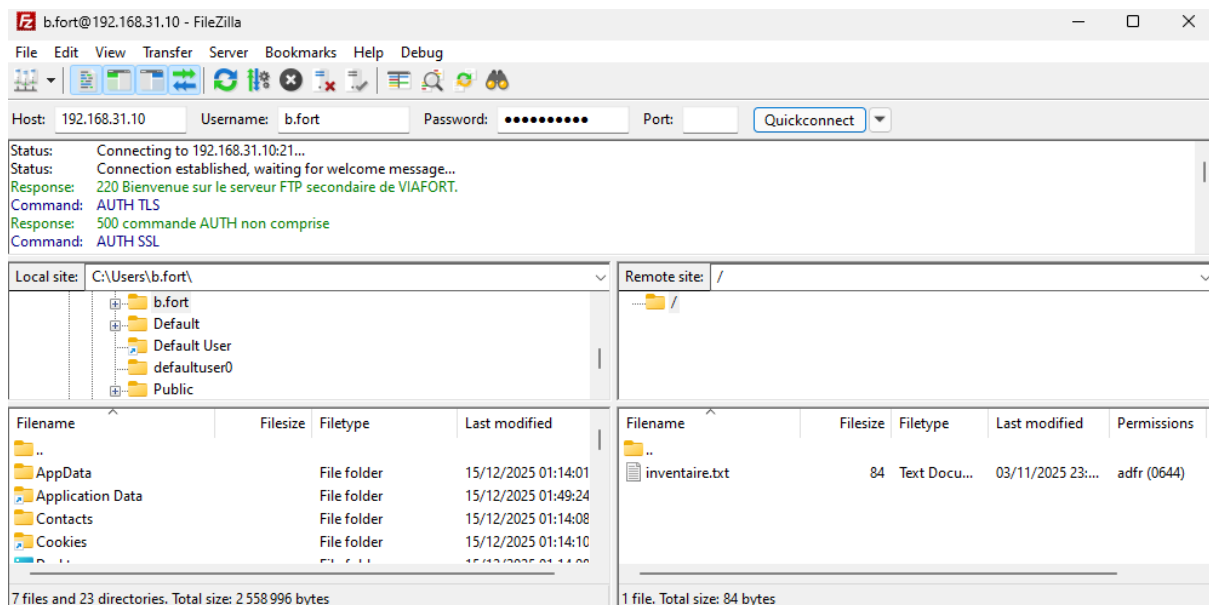 b.fort@192.168.31.10 - FileZilla
File Edit View Transfer Server Bookmarks Help Debug
Host: 192.168.31.10 Username: b.fort Password: ●●●●●●●●●● Port: Quickconnect
Status: Connecting to 192.168.31.10:21...
Status: Connection established, waiting for welcome message...
Response: 220 Bienvenue sur le serveur FTP secondaire de VIAFORT.
Command: AUTH TLS
Response: 500 commande AUTH non comprise
Command: AUTH SSL
Local site: C:\Users\b.fort\
b.fort
Default
Default User
defaultuser0
Public
Remote site: /
/
Filename Filesize Filetype Last modified
..
AppData File folder 15/12/2025 01:14:01
Application Data File folder 15/12/2025 01:49:24
Contacts File folder 15/12/2025 01:14:08
Cookies File folder 15/12/2025 01:14:10
7 files and 23 directories. Total size: 2 558 996 bytes
Filename Filesize Filetype Last modified Permissions
..
inventaire.txt 84 Text Docu... 03/11/2025 23:... adfr (0644)
1 file. Total size: 84 bytes